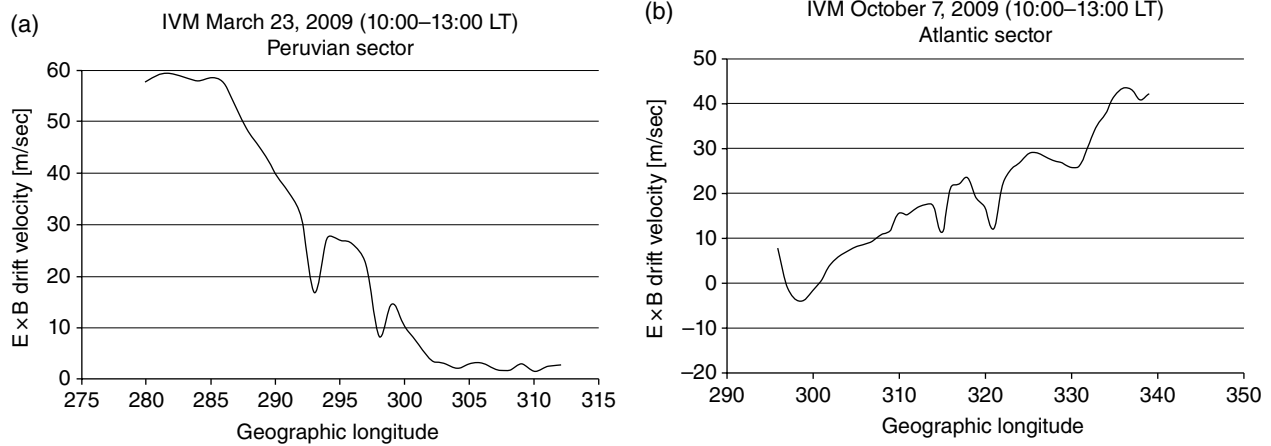 (a)
IVM March 23, 2009 (10:00–13:00 LT)
Peruvian sector
60
50
40
30
20
10
0
E×B drift velocity [m/sec]
275 280 285 290 295 300 305 310 315
Geographic longitude
(b)
IVM October 7, 2009 (10:00–13:00 LT)
Atlantic sector
50
40
30
20
10
0
–10
–20
E×B drift velocity [m/sec]
290 300 310 320 330 340 350
Geographic longitude